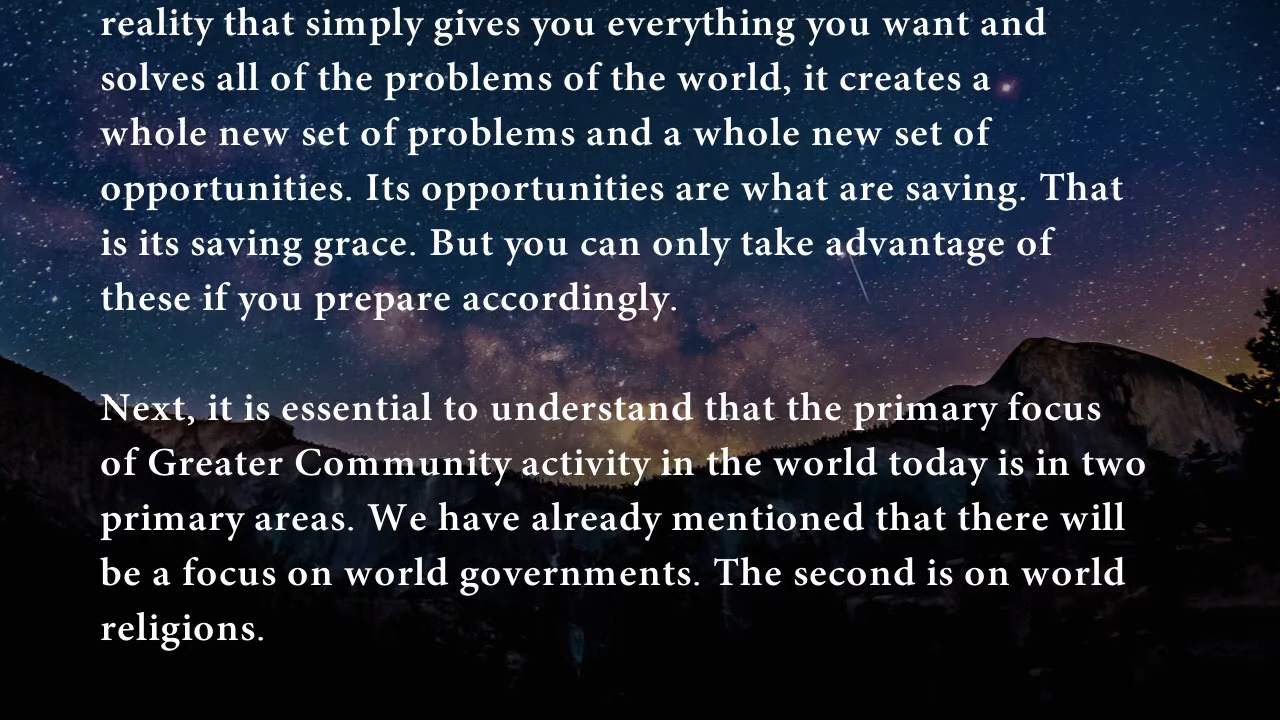 reality that simply gives you everything you want and
solves all of the problems of the world, it creates a
whole new set of problems and a whole new set of
opportunities. Its opportunities are what are saving. That
is its saving grace. But you can only take advantage of
these if you prepare accordingly.
Next, it is essential to understand that the primary focus
of Greater Community activity in the world today is in two
primary areas. We have already mentioned that there will
be a focus on world governments. The second is on world
religions.